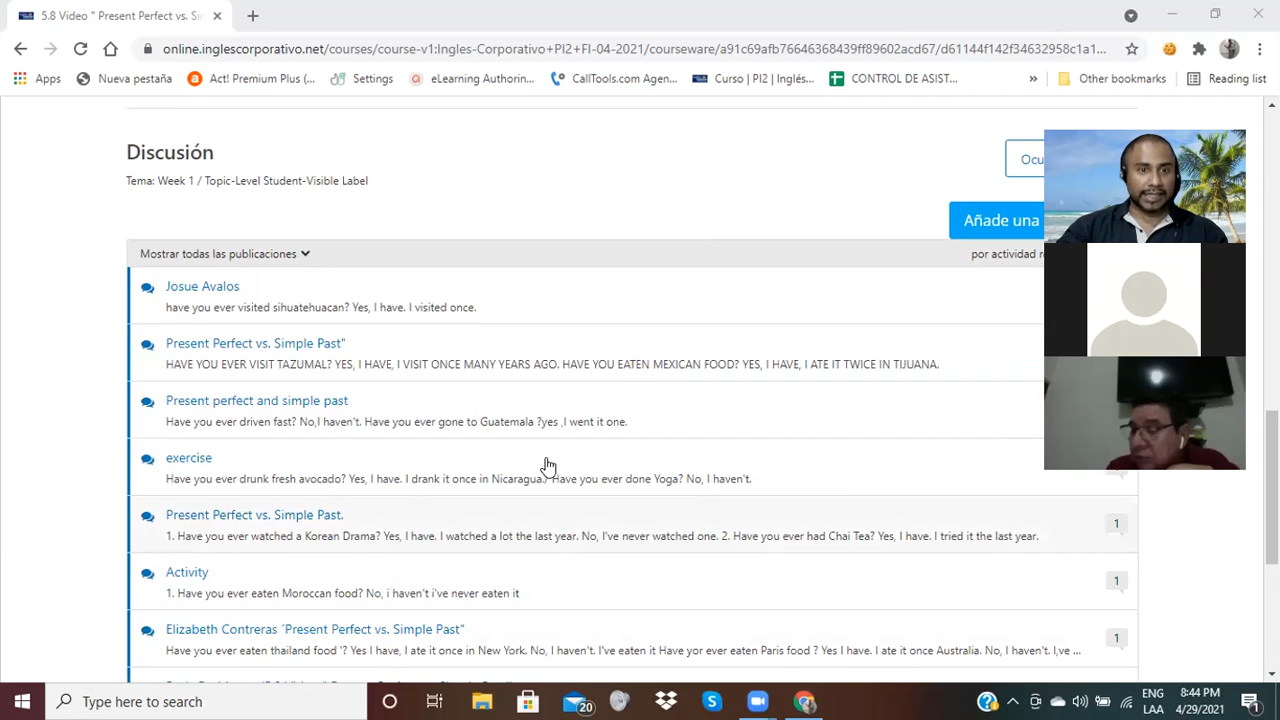 5.8 Video " Present Perfect vs. Si
online.inglescorporativo.net/courses/course-v1:Ingles-Corporativo+PI2+FI-04-2021/courseware/a91c69afb76646368439ff89602acd67/d61144f142f34632958c1a1...
Apps
Nueva pestaña
Act! Premium Plus (...
Settings
eLearning Authorin...
CallTools.com Agen...
Curso | PI2 | Inglés...
CONTROL DE ASIST...
»
Other bookmarks
Reading list
Discusión
Ocu
Tema: Week 1 / Topic-Level Student-Visible Label
Añade una
Mostrar todas las publicaciones
por actividad re
Josue Avalos
have you ever visited sihuatehuacan? Yes, I have. I visited once.
Present Perfect vs. Simple Past"
HAVE YOU EVER VISIT TAZUMAL? YES, I HAVE, I VISIT ONCE MANY YEARS AGO. HAVE YOU EATEN MEXICAN FOOD? YES, I HAVE, I ATE IT TWICE IN TIJUANA.
Present perfect and simple past
Have you ever driven fast? No,I haven't. Have you ever gone to Guatemala ?yes ,I went it one.
exercise
Have you ever drunk fresh avocado? Yes, I have. I drank it once in Nicaragua. Have you ever done Yoga? No, I haven't.
Present Perfect vs. Simple Past.
1
1. Have you ever watched a Korean Drama? Yes, I have. I watched a lot the last year. No, I've never watched one. 2. Have you ever had Chai Tea? Yes, I have. I tried it the last year.
Activity
1
1. Have you ever eaten Moroccan food? No, i haven't i've never eaten it
Elizabeth Contreras ´Present Perfect vs. Simple Past"
1
Have you ever eaten thailand food '? Yes I have, I ate it once in New York. No, I haven't. I've eaten it Have yor ever eaten Paris food ? Yes I have. I ate it once Australia. No, I haven't. I,ve ...
Type here to search
20
ENG
LAA
8:44 PM
4/29/2021
1